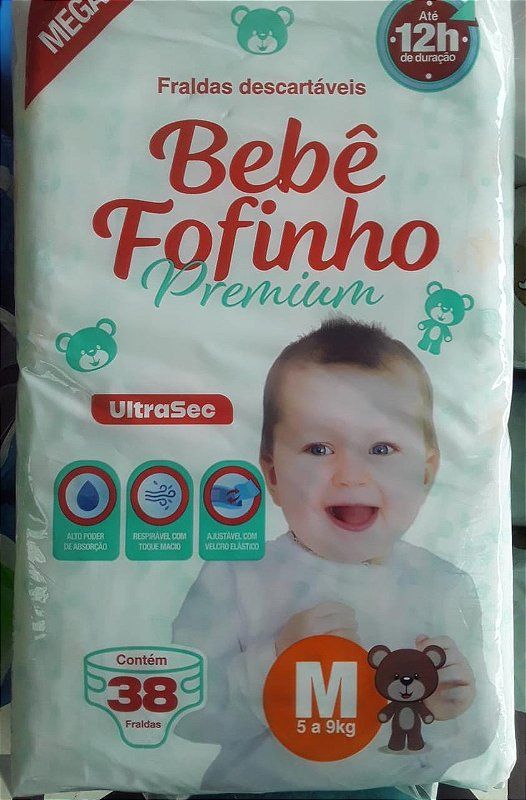 MEGA
Até
12h
de duração
Fraldas descartáveis
Bebê
Fofinho
Premium
UltraSec
ALTO PODER
DE ABSORÇÃO
RESPIRÁVEL COM
TOQUE MACIO
AJUSTÁVEL COM
VELCRO ELÁSTICO
Contém
38
Fraldas
M
5 a 9kg